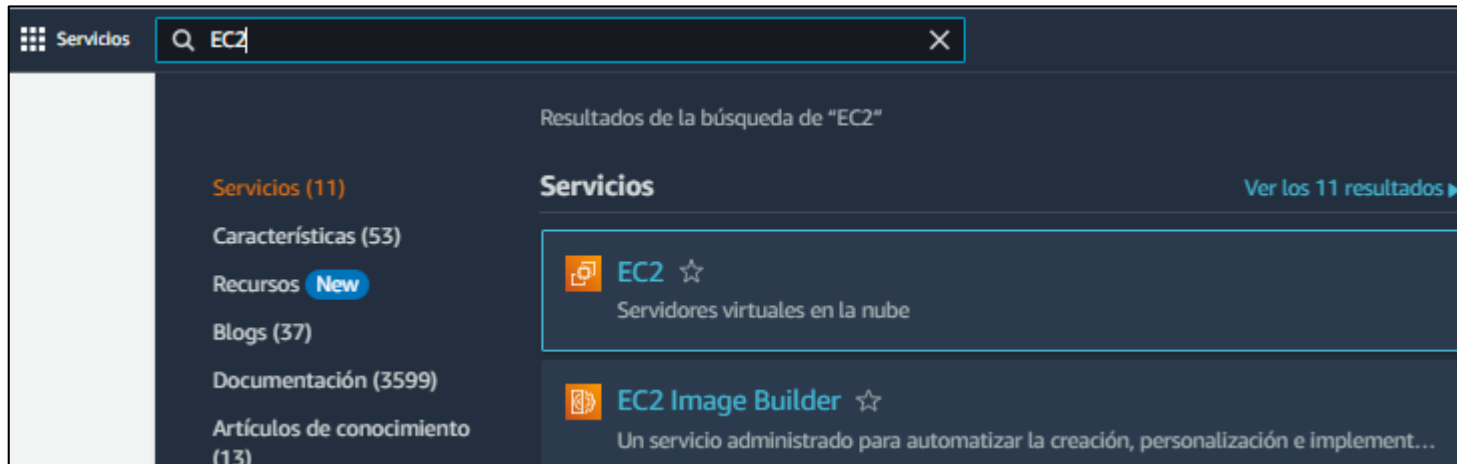 Servicios
EC2
Resultados de la búsqueda de “EC2”
Servicios (11)
Características (53)
Recursos New
Blogs (37)
Documentación (3599)
Artículos de conocimiento
(13)
Servicios
Ver los 11 resultados
EC2
Servidores virtuales en la nube
EC2 Image Builder
Un servicio administrado para automatizar la creación, personalización e implement...